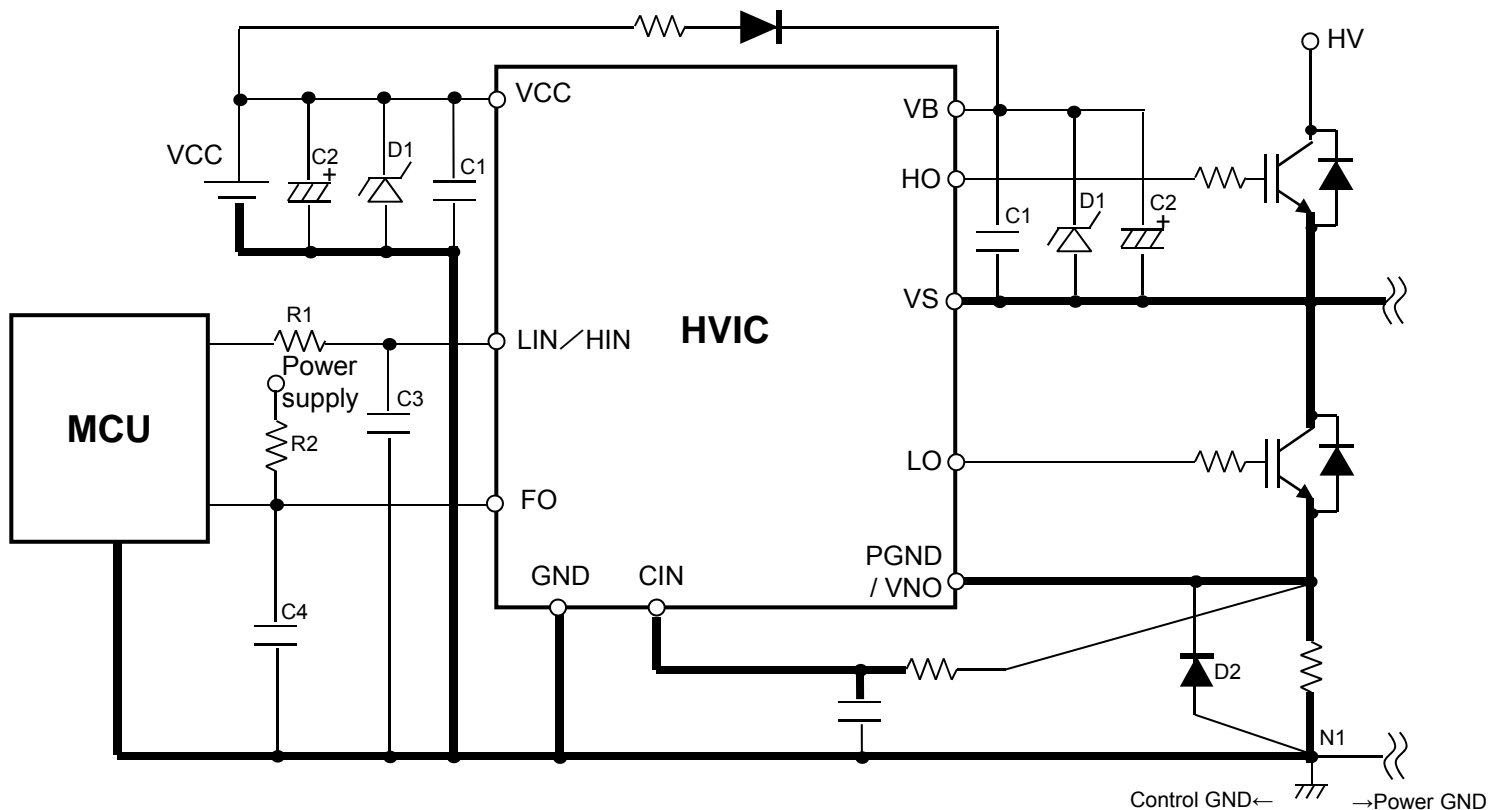 HV
VCC
VB
VCC
C2
+
D1
C1
HO
C1
D1
C2
+
VS
R1
LIN／HIN
HVIC
Power
supply
C3
MCU
R2
LO
FO
PGND
/ VNO
GND
CIN
C4
D2
N1
Control GND←
→Power GND